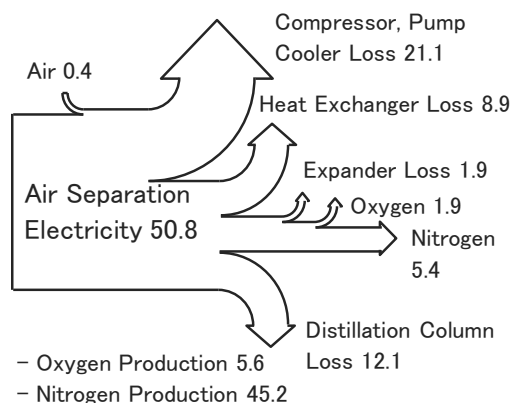 Compressor, Pump
Cooler Loss 21.1
Air 0.4
Heat Exchanger Loss 8.9
Expander Loss 1.9
Air Separation
Electricity 50.8
Oxygen 1.9
Nitrogen
5.4
Distillation Column
Loss 12.1
- Oxygen Production 5.6
- Nitrogen Production 45.2